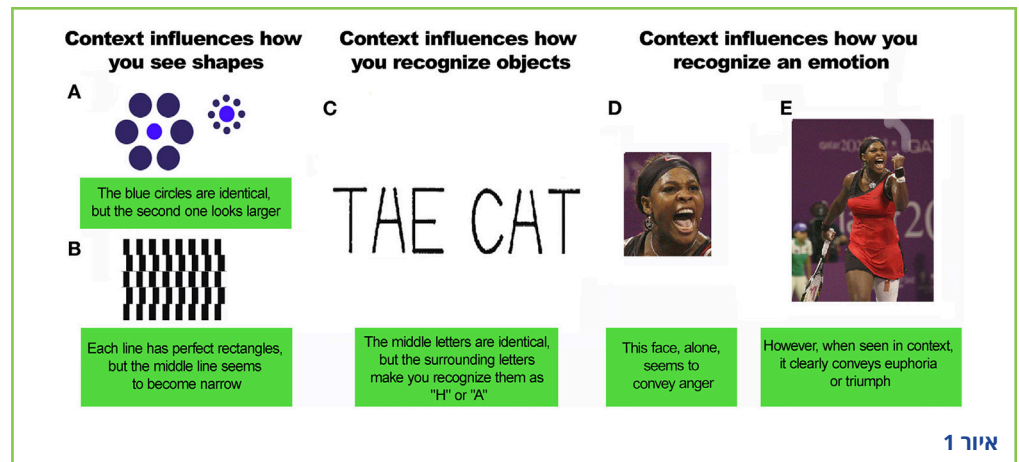 Context influences how
you see shapes
A
The blue circles are identical,
but the second one looks larger
B
Each line has perfect rectangles,
but the middle line seems
to become narrow
Context influences how
you recognize objects
C
TAE CAT
The middle letters are identical,
but the surrounding letters
make you recognize them as
"H" or "A"
Context influences how you
recognize an emotion
D
This face, alone,
seems to
convey anger
E
However, when seen in context,
it clearly conveys euphoria
or triumph
איור 1